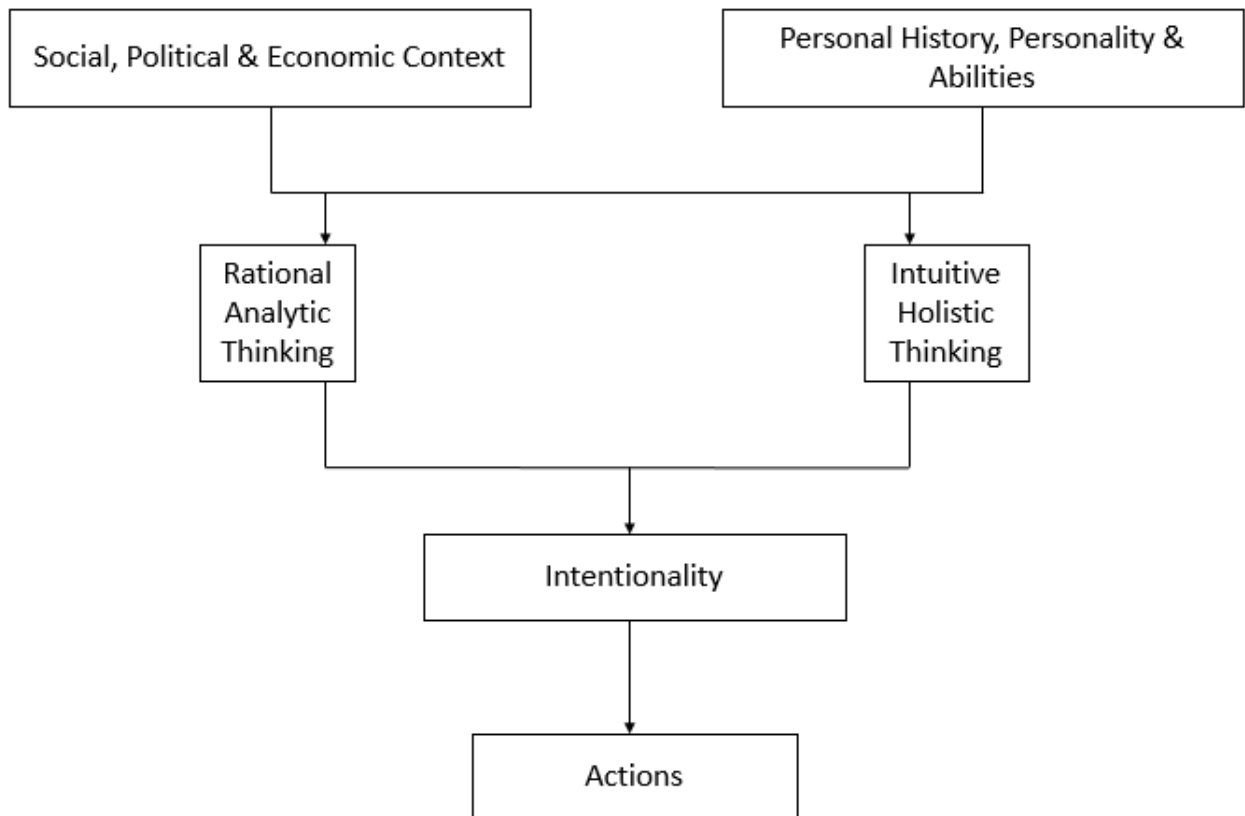 Social, Political & Economic Context
Personal History, Personality &
Abilities
Rational
Analytic
Thinking
Intuitive
Holistic
Thinking
Intentionality
Actions